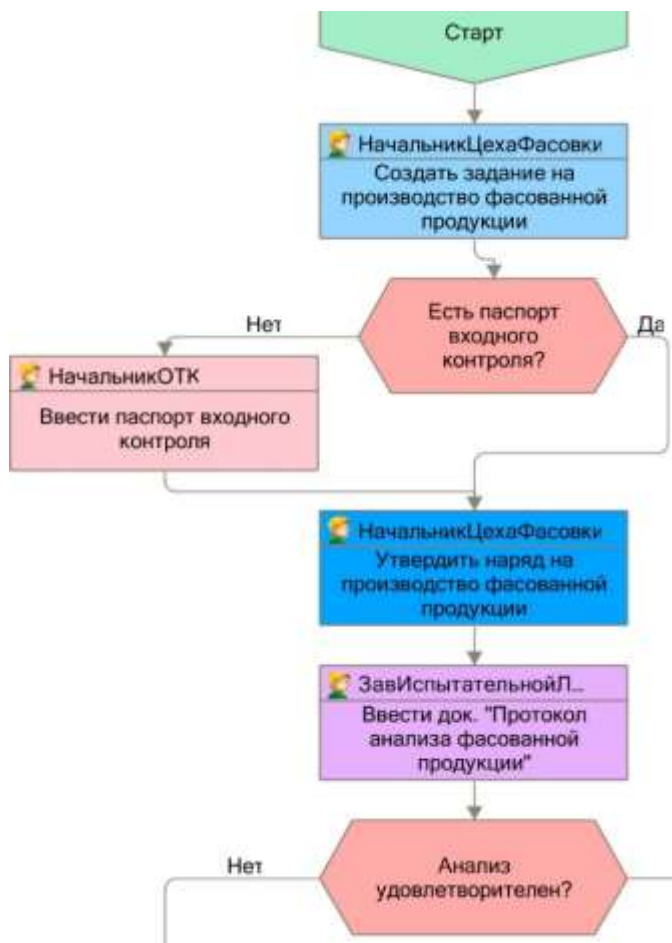 Старт
НачальникЦехаФасовки
Создать задание на
производство фасованной
продукции
Есть паспорт
входного
контроля?
Нет
Да
НачальникОТК
Ввести паспорт входного
контроля
НачальникЦехаФасовки
Утвердить наряд на
производство фасованной
продукции
ЗавИспытательнойЛ...
Ввести док. "Протокол
анализа фасованной
продукции"
Нет
Анализ
удовлетворителен?